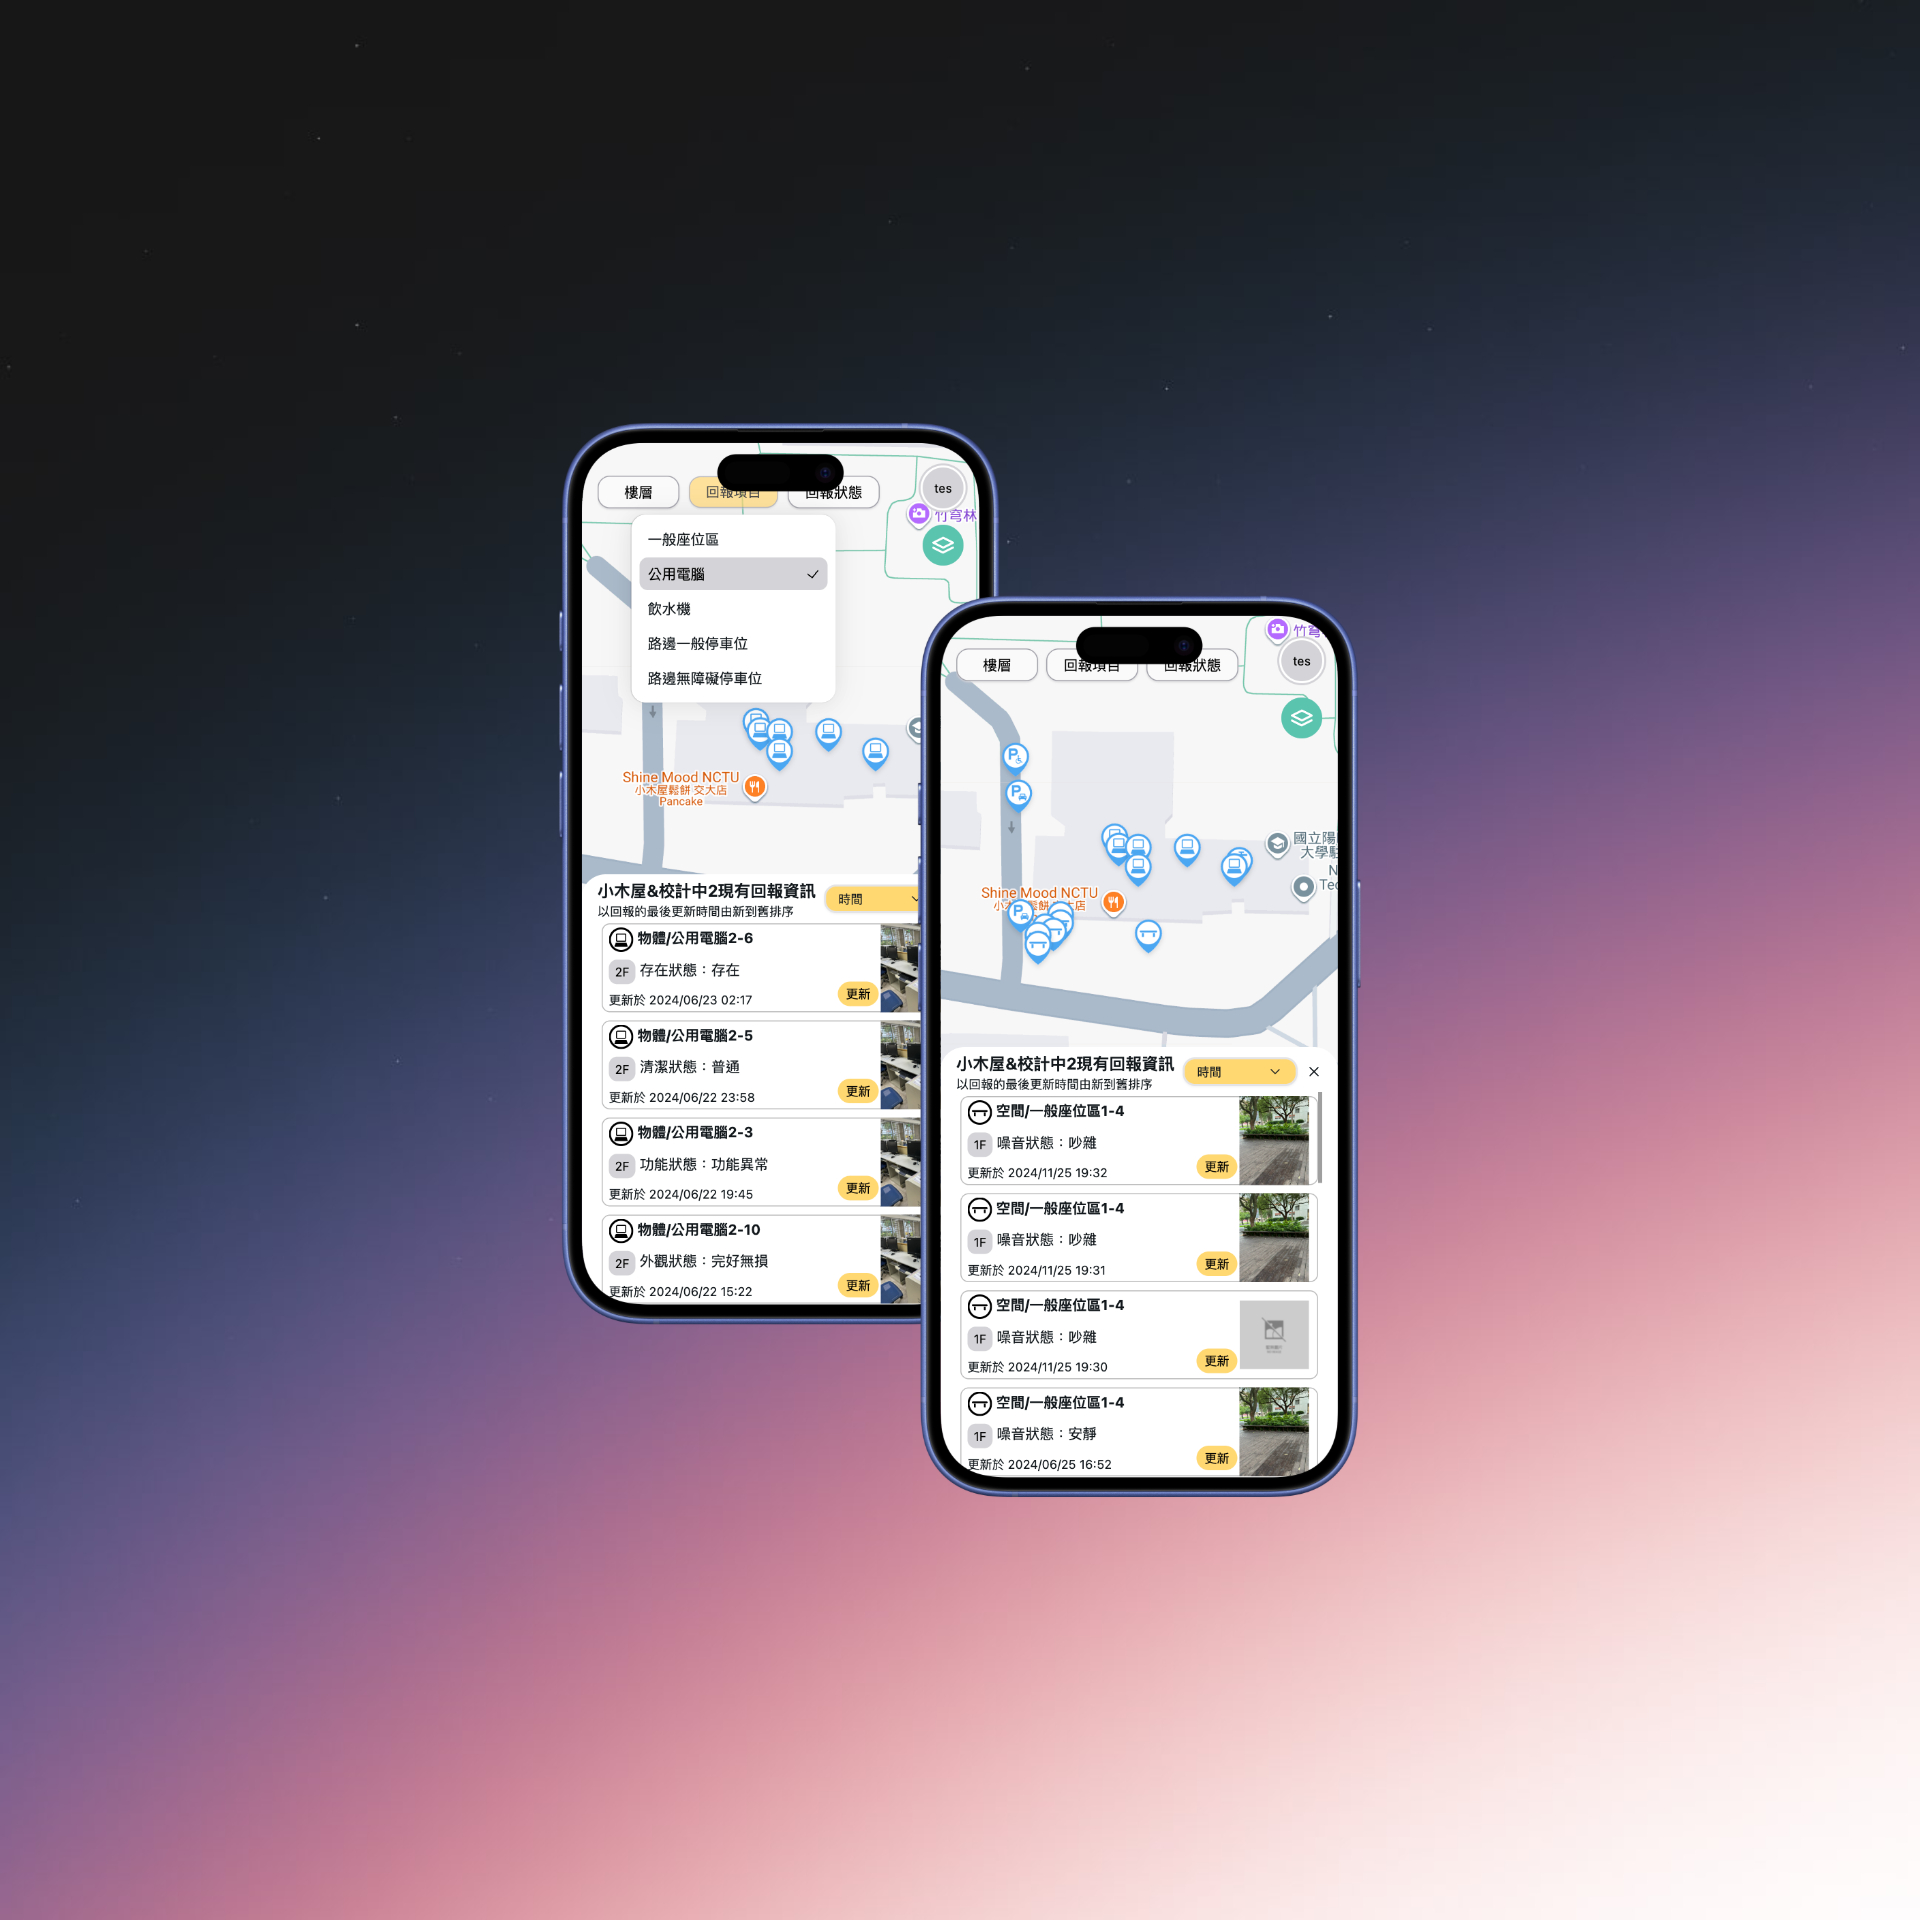 樓層
回報項目
回報狀態
tes
竹穹林
一般座位區
公用電腦
飲水機
路邊一般停車位
路邊無障礙停車位
Shine Mood NCTU
小木屋鬆餅 交大店
Pancake
小木屋&校計中2現有回報資訊
時間
以回報的最後更新時間由新到舊排序
物體/公用電腦2-6
2F 存在狀態：存在
更新於 2024/06/23 02:17
更新
物體/公用電腦2-5
2F 清潔狀態：普通
更新於 2024/06/22 23:58
更新
物體/公用電腦2-3
2F 功能狀態：功能異常
更新於 2024/06/22 19:45
更新
物體/公用電腦2-10
2F 外觀狀態：完好無損
更新於 2024/06/22 15:22
更新
竹穹
樓層
回報項目
回報狀態
tes
P
P
國立陽
大學馬
N
Tec
Shine Mood NCTU
P
小木屋&校計中2現有回報資訊
時間
以回報的最後更新時間由新到舊排序
空間/一般座位區1-4
1F 噪音狀態：吵雜
更新於 2024/11/25 19:32
更新
空間/一般座位區1-4
1F 噪音狀態：吵雜
更新於 2024/11/25 19:31
更新
空間/一般座位區1-4
1F 噪音狀態：吵雜
更新於 2024/11/25 19:30
更新
空間/一般座位區1-4
1F 噪音狀態：安靜
更新於 2024/06/25 16:52
更新